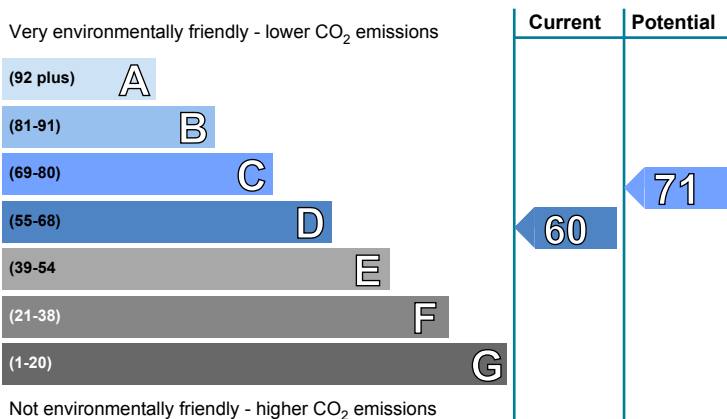 Very environmentally friendly - lower CO2 emissions
Current
Potential
(92 plus) A
(81-91) B
(69-80) C
71
(55-68) D
60
(39-54 E
(21-38) F
(1-20) G
Not environmentally friendly - higher CO2 emissions